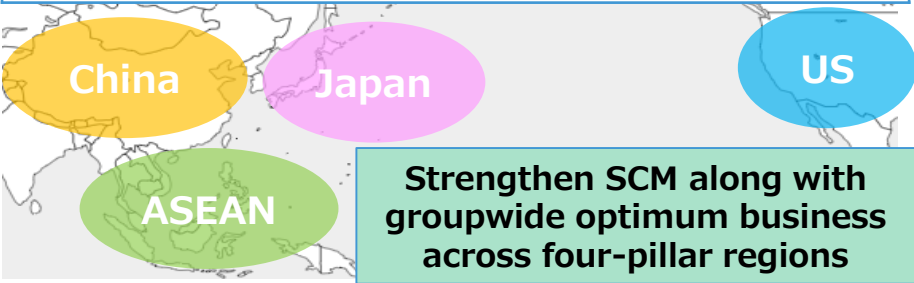 China
Japan
US
ASEAN
Strengthen SCM along with
groupwide optimum business
across four-pillar regions